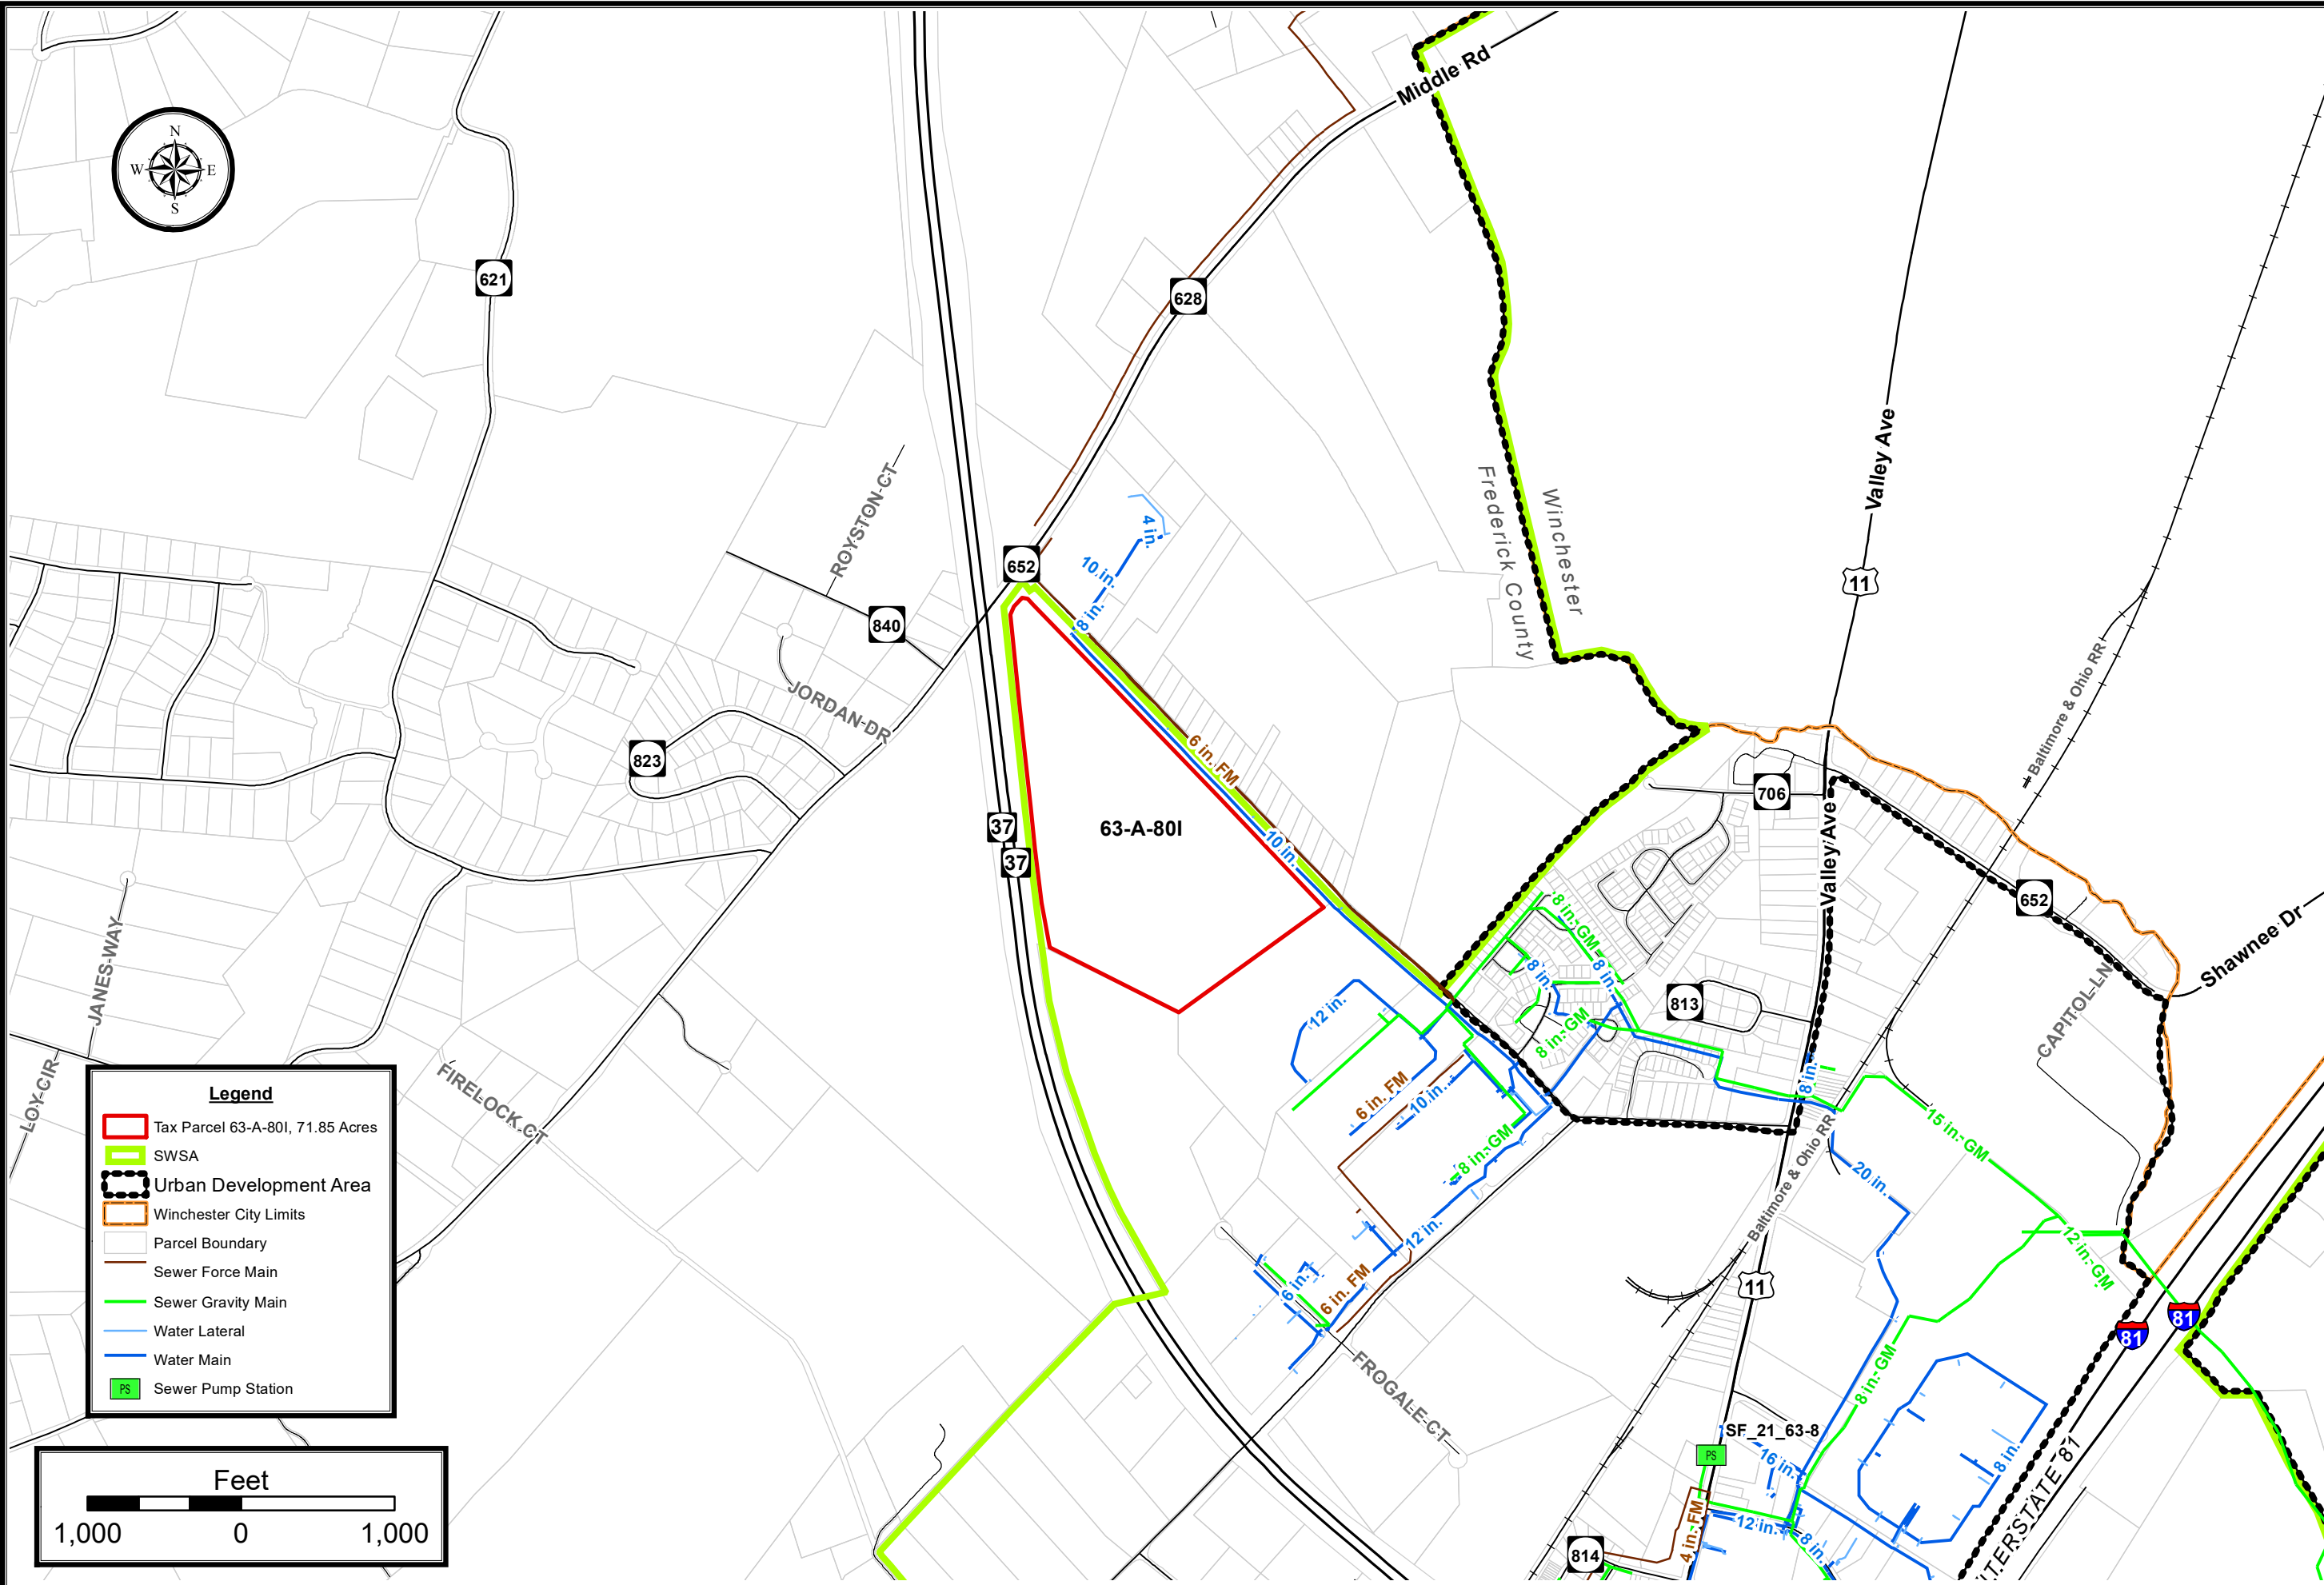 Middle Rd
N
W
E
S
621
628
Valley Ave
ROYSTON CT
Frederick County
Winchester
4 in.
10 in.
8 in.
652
11
840
JORDAN DR
823
Baltimore & Ohio RR
6 in. FM
706
37
63-A-80I
10 in.
Valley Ave
37
652
8 in. GM
Shawnee Dr
JANES WAY
8 in.
8 in.
813
12 in.
8 in. GM
CAPITOL LN
LOY CIR
FIRELOCK CT
6 in. FM
10 in.
8 in.
15 in. GM
8 in. GM
Baltimore & Ohio RR
20 in.
12 in.
12 in. GM
6 in.
6 in. FM
11
81
81
FROGALE CT
8 in. GM
SF_21_63-8
PS
16 in.
8 in.
4 in. FM
12 in.
8 in.
814
INTERSTATE 81
Legend
Tax Parcel 63-A-80I, 71.85 Acres
SWSA
Urban Development Area
Winchester City Limits
Parcel Boundary
Sewer Force Main
Sewer Gravity Main
Water Lateral
Water Main
PS Sewer Pump Station
Feet
1,000 0 1,000